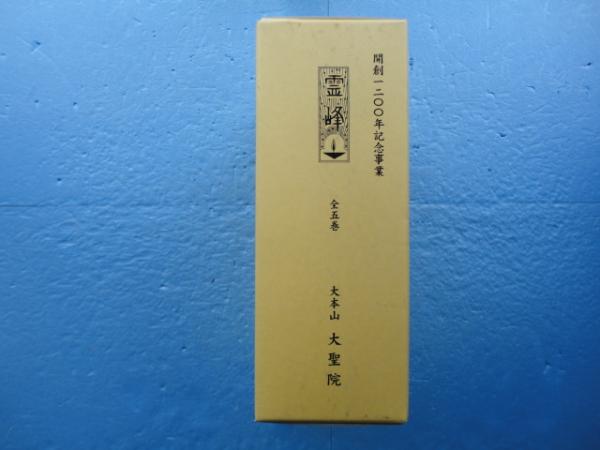 開創一二〇〇年記念事業
霊峰
全五巻
大本山 大聖院